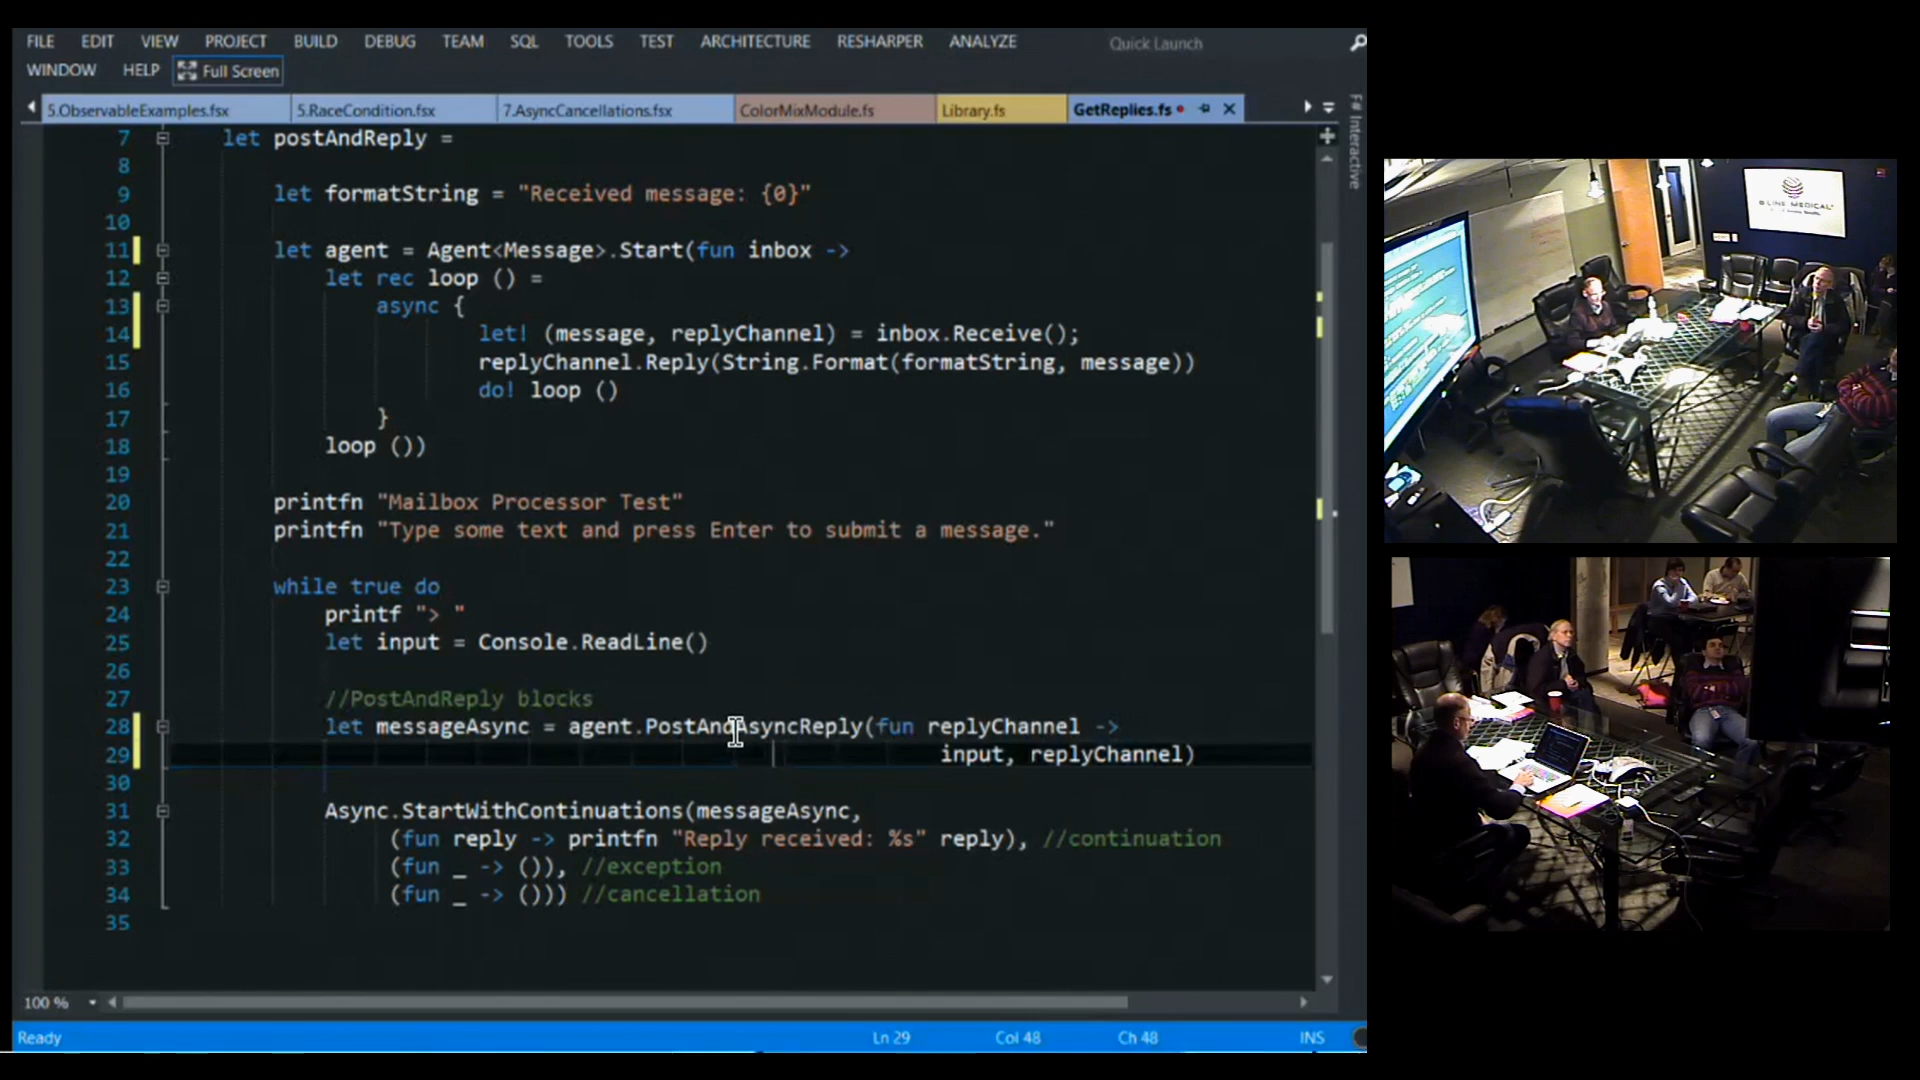 FILE EDIT VIEW PROJECT BUILD DEBUG TEAM SQL TOOLS TEST ARCHITECTURE RESHARPER ANALYZE Quick Launch
WINDOW HELP Full Screen
5.ObservableExamples.fsx 5.RaceCondition.fsx 7.AsyncCancellations.fsx ColorMixModule.fs Library.fs GetReplies.fs
F# Interactive
7 let postAndReply =
8
9 let formatString = "Received message: {0}"
10
11 let agent = Agent<Message>.Start(fun inbox ->
12 let rec loop () =
13 async {
14 let! (message, replyChannel) = inbox.Receive();
15 replyChannel.Reply(String.Format(formatString, message))
16 do! loop ()
17 }
18 loop ())
19
20 printfn "Mailbox Processor Test"
21 printfn "Type some text and press Enter to submit a message."
22
23 while true do
24 printf "> "
25 let input = Console.ReadLine()
26
27 //PostAndReply blocks
28 let messageAsync = agent.PostAndAsyncReply(fun replyChannel ->
29 input, replyChannel)
30
31 Async.StartWithContinuations(messageAsync,
32 (fun reply -> printfn "Reply received: %s" reply), //continuation
33 (fun _ -> ()), //exception
34 (fun _ -> ())) //cancellation
35
100 %
Ready Ln 29 Col 48 Ch 48 INS
B-LINE MEDICAL